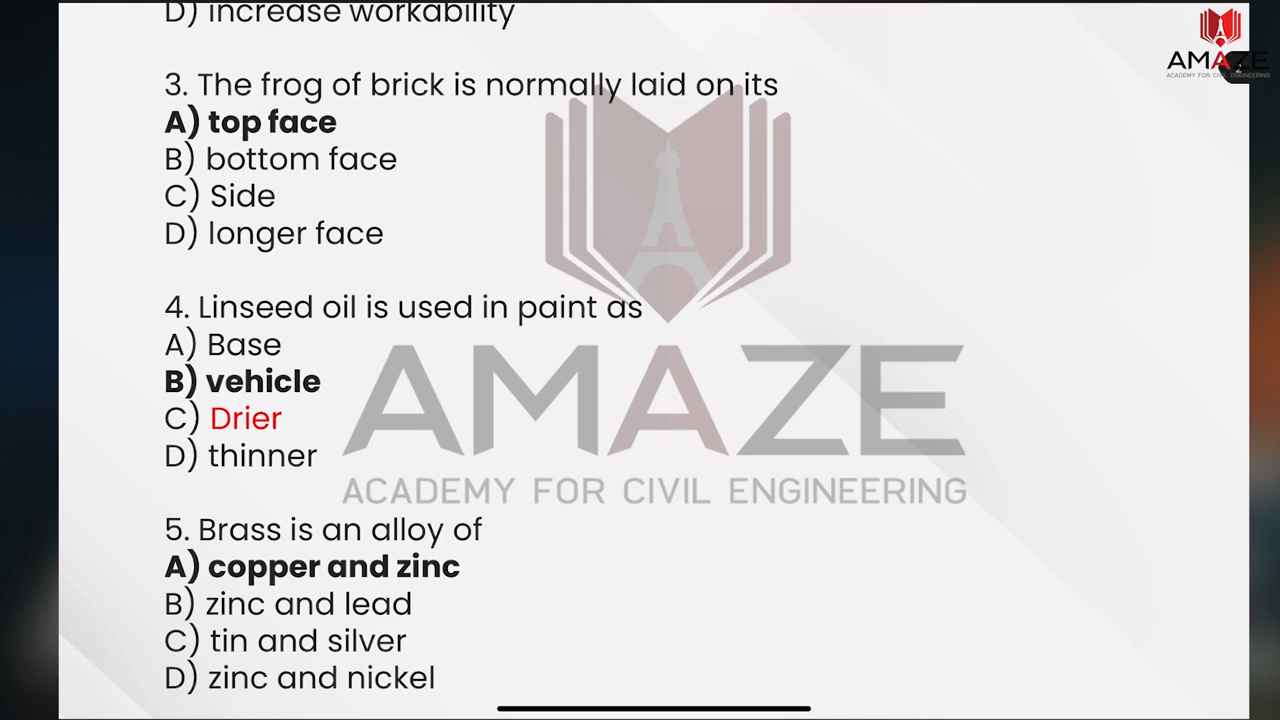 D) increase workability
AMAZE
ACADEMY FOR CIVIL ENGINEERING
3. The frog of brick is normally laid on its
A) top face
B) bottom face
C) Side
D) longer face
4. Linseed oil is used in paint as
A) Base
B) vehicle
C) Drier
D) thinner
AMAZE
ACADEMY FOR CIVIL ENGINEERING
5. Brass is an alloy of
A) copper and zinc
B) zinc and lead
C) tin and silver
D) zinc and nickel